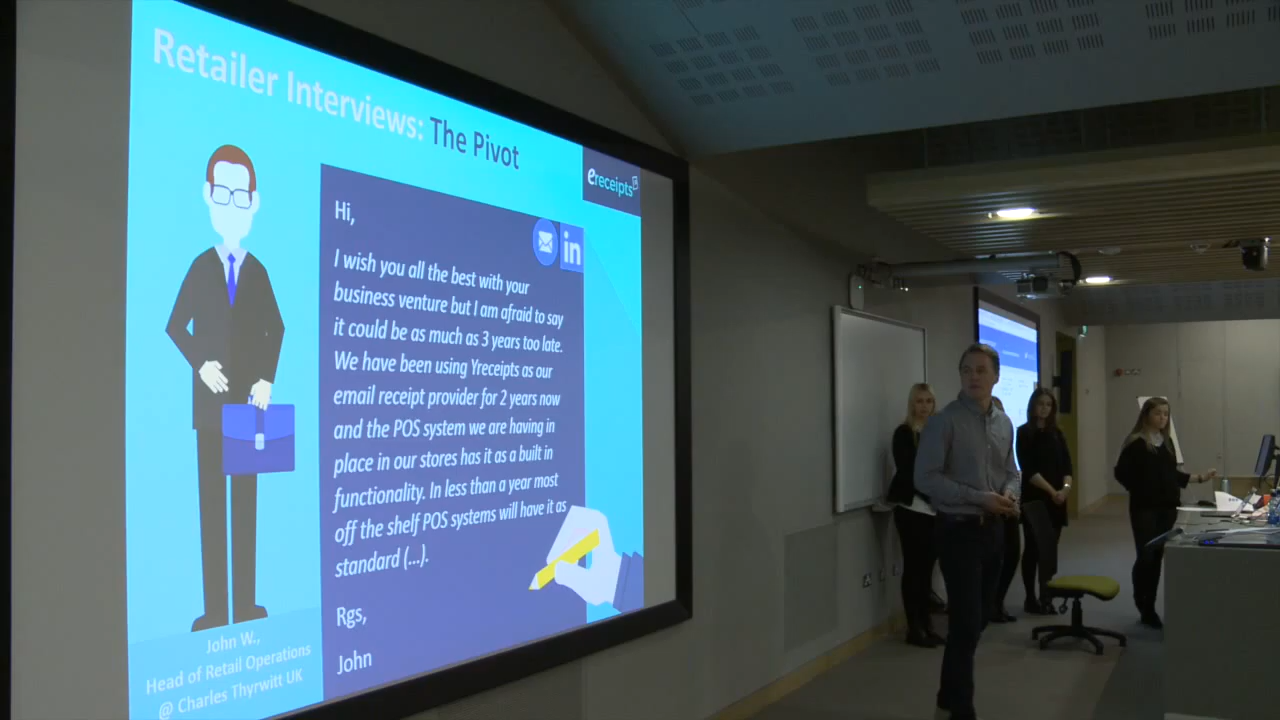 Retailer Interviews: The Pivot
ereceipts
Hi,
in
I wish you all the best with your
business venture but I am afraid to say
it could be as much as 3 years too late.
We have been using Yreceipts as our
email receipt provider for 2 years now
and the POS system we are having in
place in our stores has it as a built in
functionality. In less than a year most
off the shelf POS systems will have it as
standard (...).
Rgs,
John
John W.,
Head of Retail Operations
@ Charles Thyrwitt UK